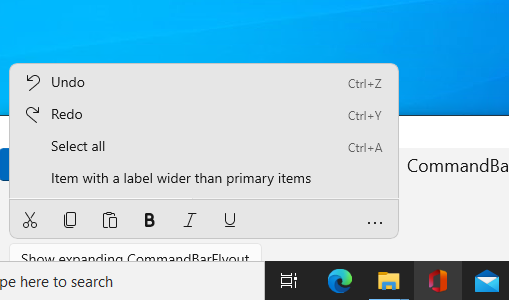 Undo Ctrl+Z
Redo Ctrl+Y
Select all Ctrl+A
CommandBa
Item with a label wider than primary items
B I U ...
Show expanding CommandBarFlyout
pe here to search